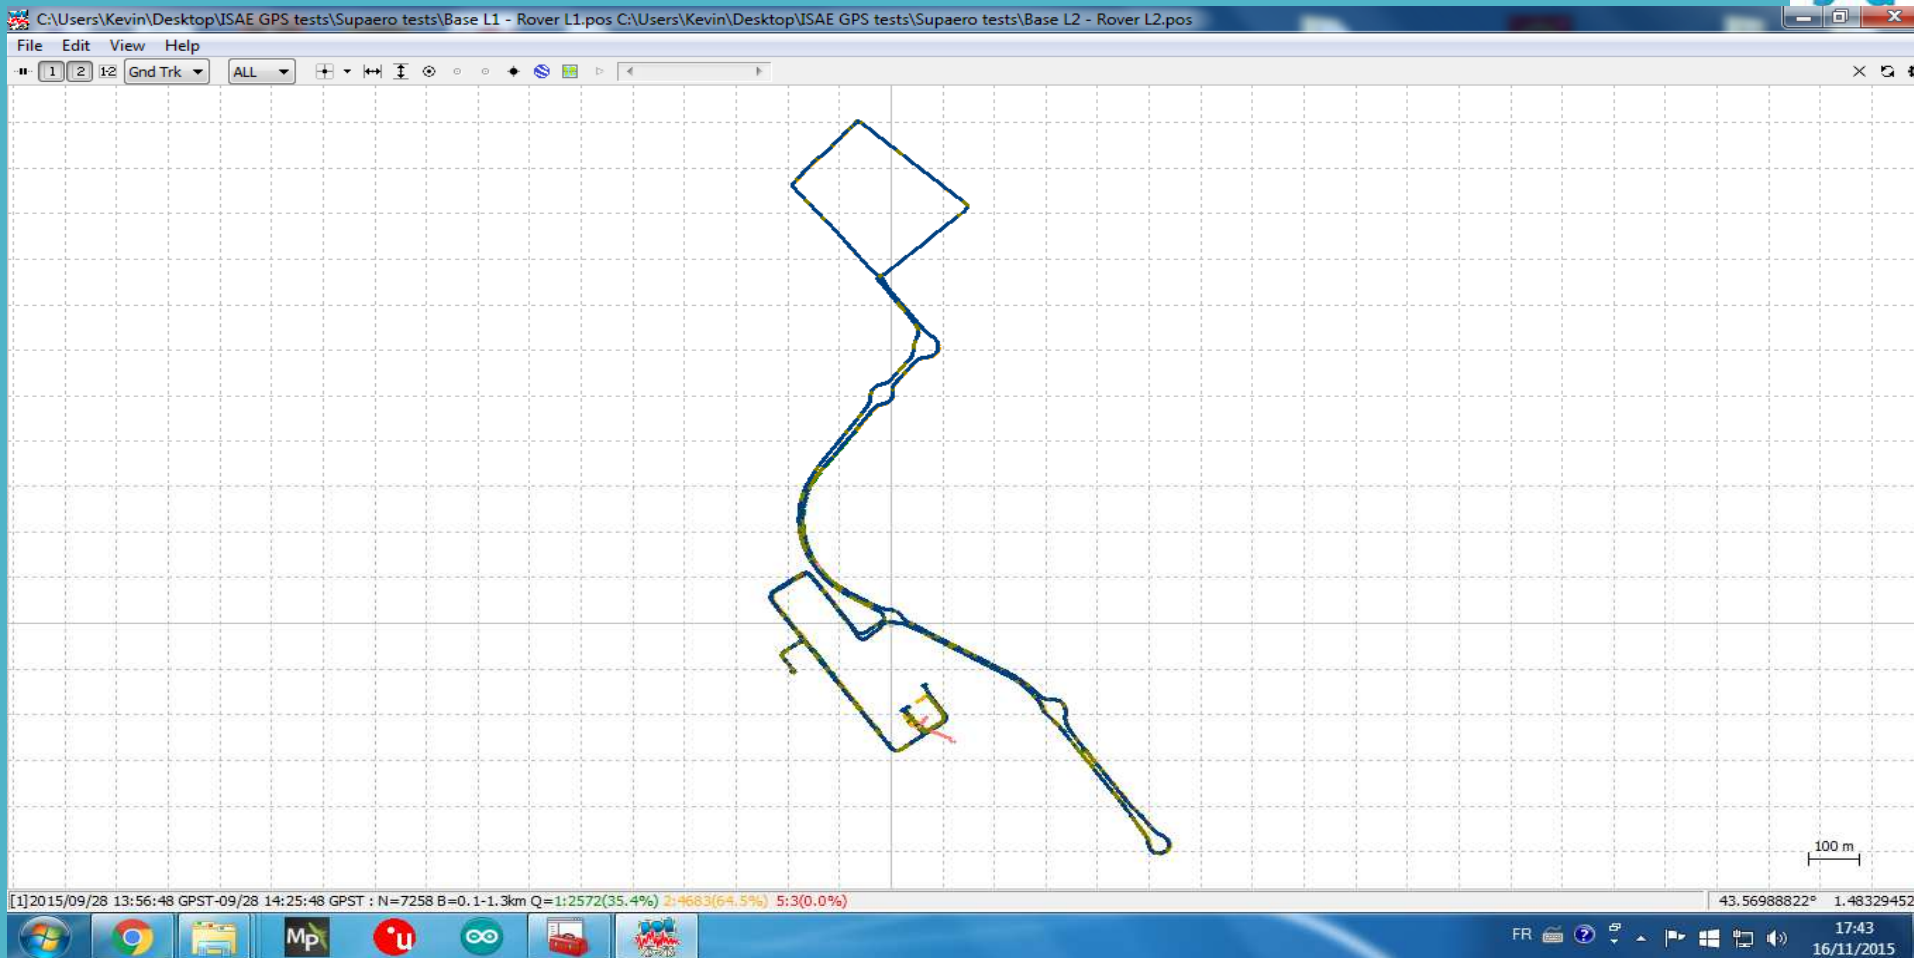 C:\Users\Kevin\Desktop\ISAE GPS tests\Supaero tests\Base L1 - Rover L1.pos C:\Users\Kevin\Desktop\ISAE GPS tests\Supaero tests\Base L2 - Rover L2.pos
File Edit View Help
1 2 1-2 Gnd Trk ALL
100 m
[1]2015/09/28 13:56:48 GPST-09/28 14:25:48 GPST : N=7258 B=0.1-1.3km Q=1:2572(35.4%) 2:4683(64.5%) 5:3(0.0%) 43.56988822° 1.48329452
Mp u FR 17:43
16/11/2015